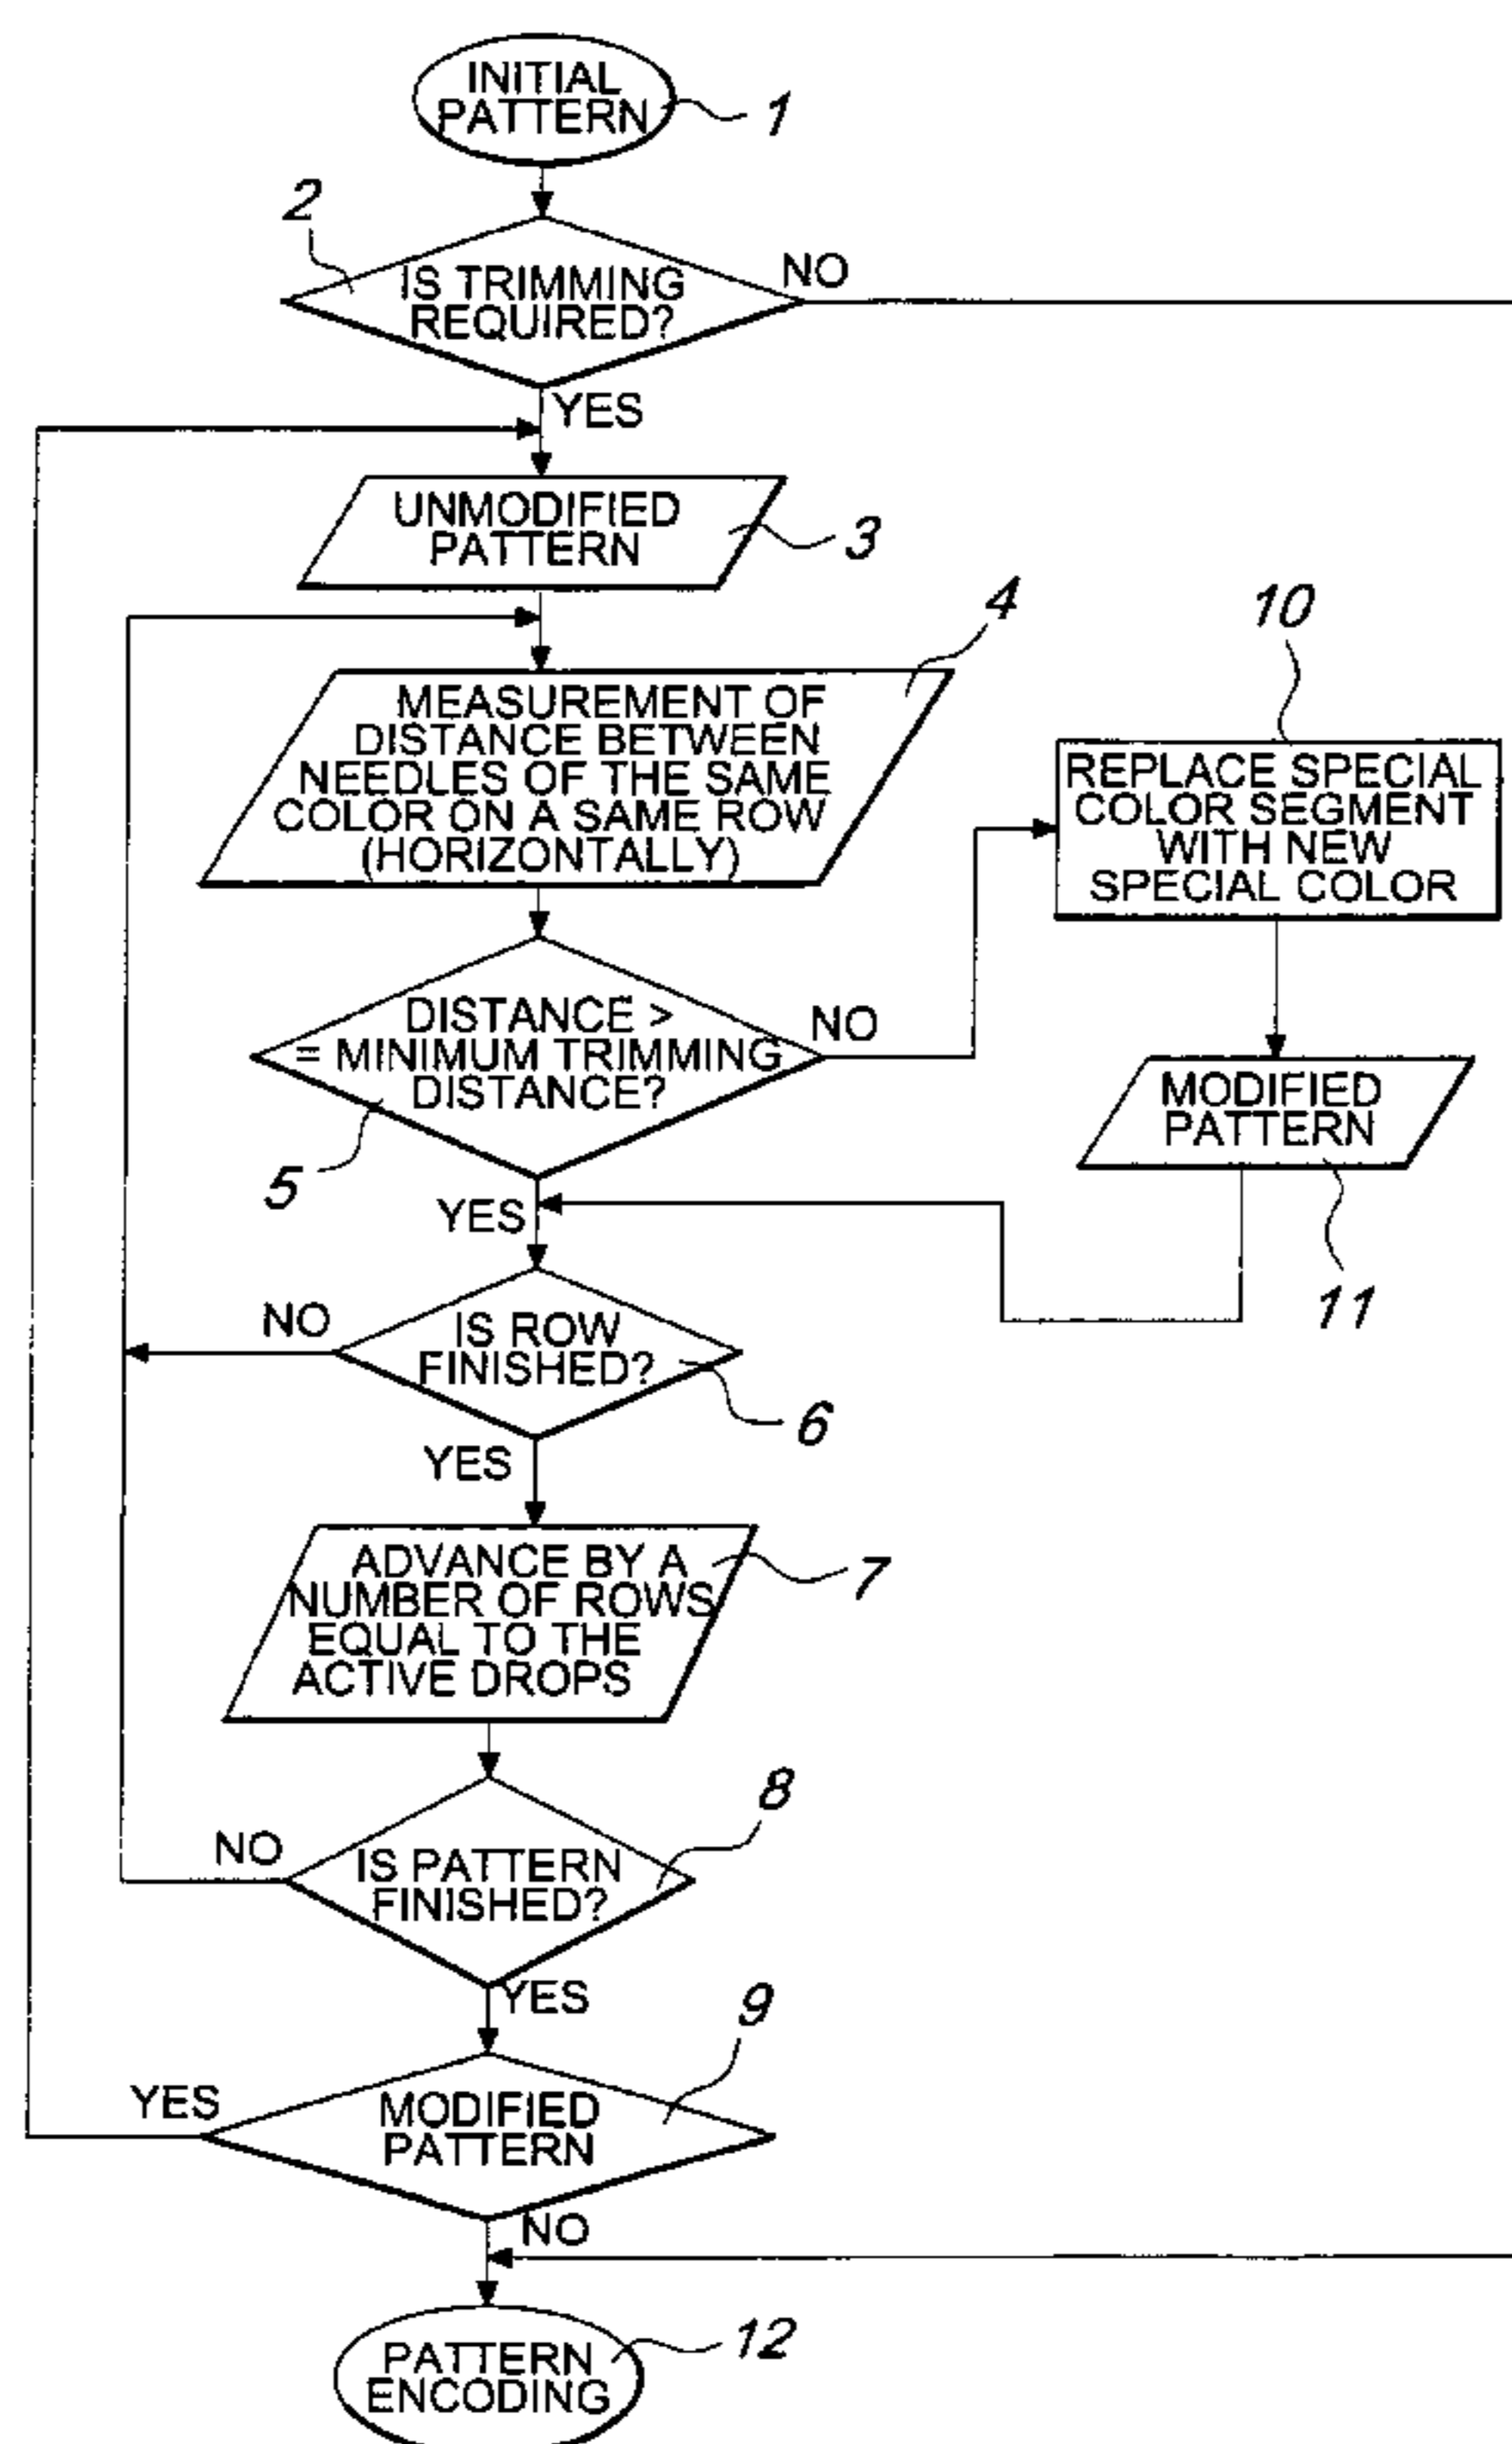 INITIAL
PATTERN
1
2
IS TRIMMING
REQUIRED?
NO
YES
UNMODIFIED
PATTERN
3
4
MEASUREMENT OF
DISTANCE BETWEEN
NEEDLES OF THE SAME
COLOR ON A SAME ROW
(HORIZONTALLY)
10
REPLACE SPECIAL
COLOR SEGMENT
WITH NEW
SPECIAL COLOR
DISTANCE >
= MINIMUM TRIMMING
DISTANCE?
NO
5
YES
MODIFIED
PATTERN
11
NO
IS ROW
FINISHED?
6
YES
ADVANCE BY A
NUMBER OF ROWS
EQUAL TO THE
ACTIVE DROPS
7
8
NO
IS PATTERN
FINISHED?
YES
9
YES
MODIFIED
PATTERN
NO
PATTERN
ENCODING
12